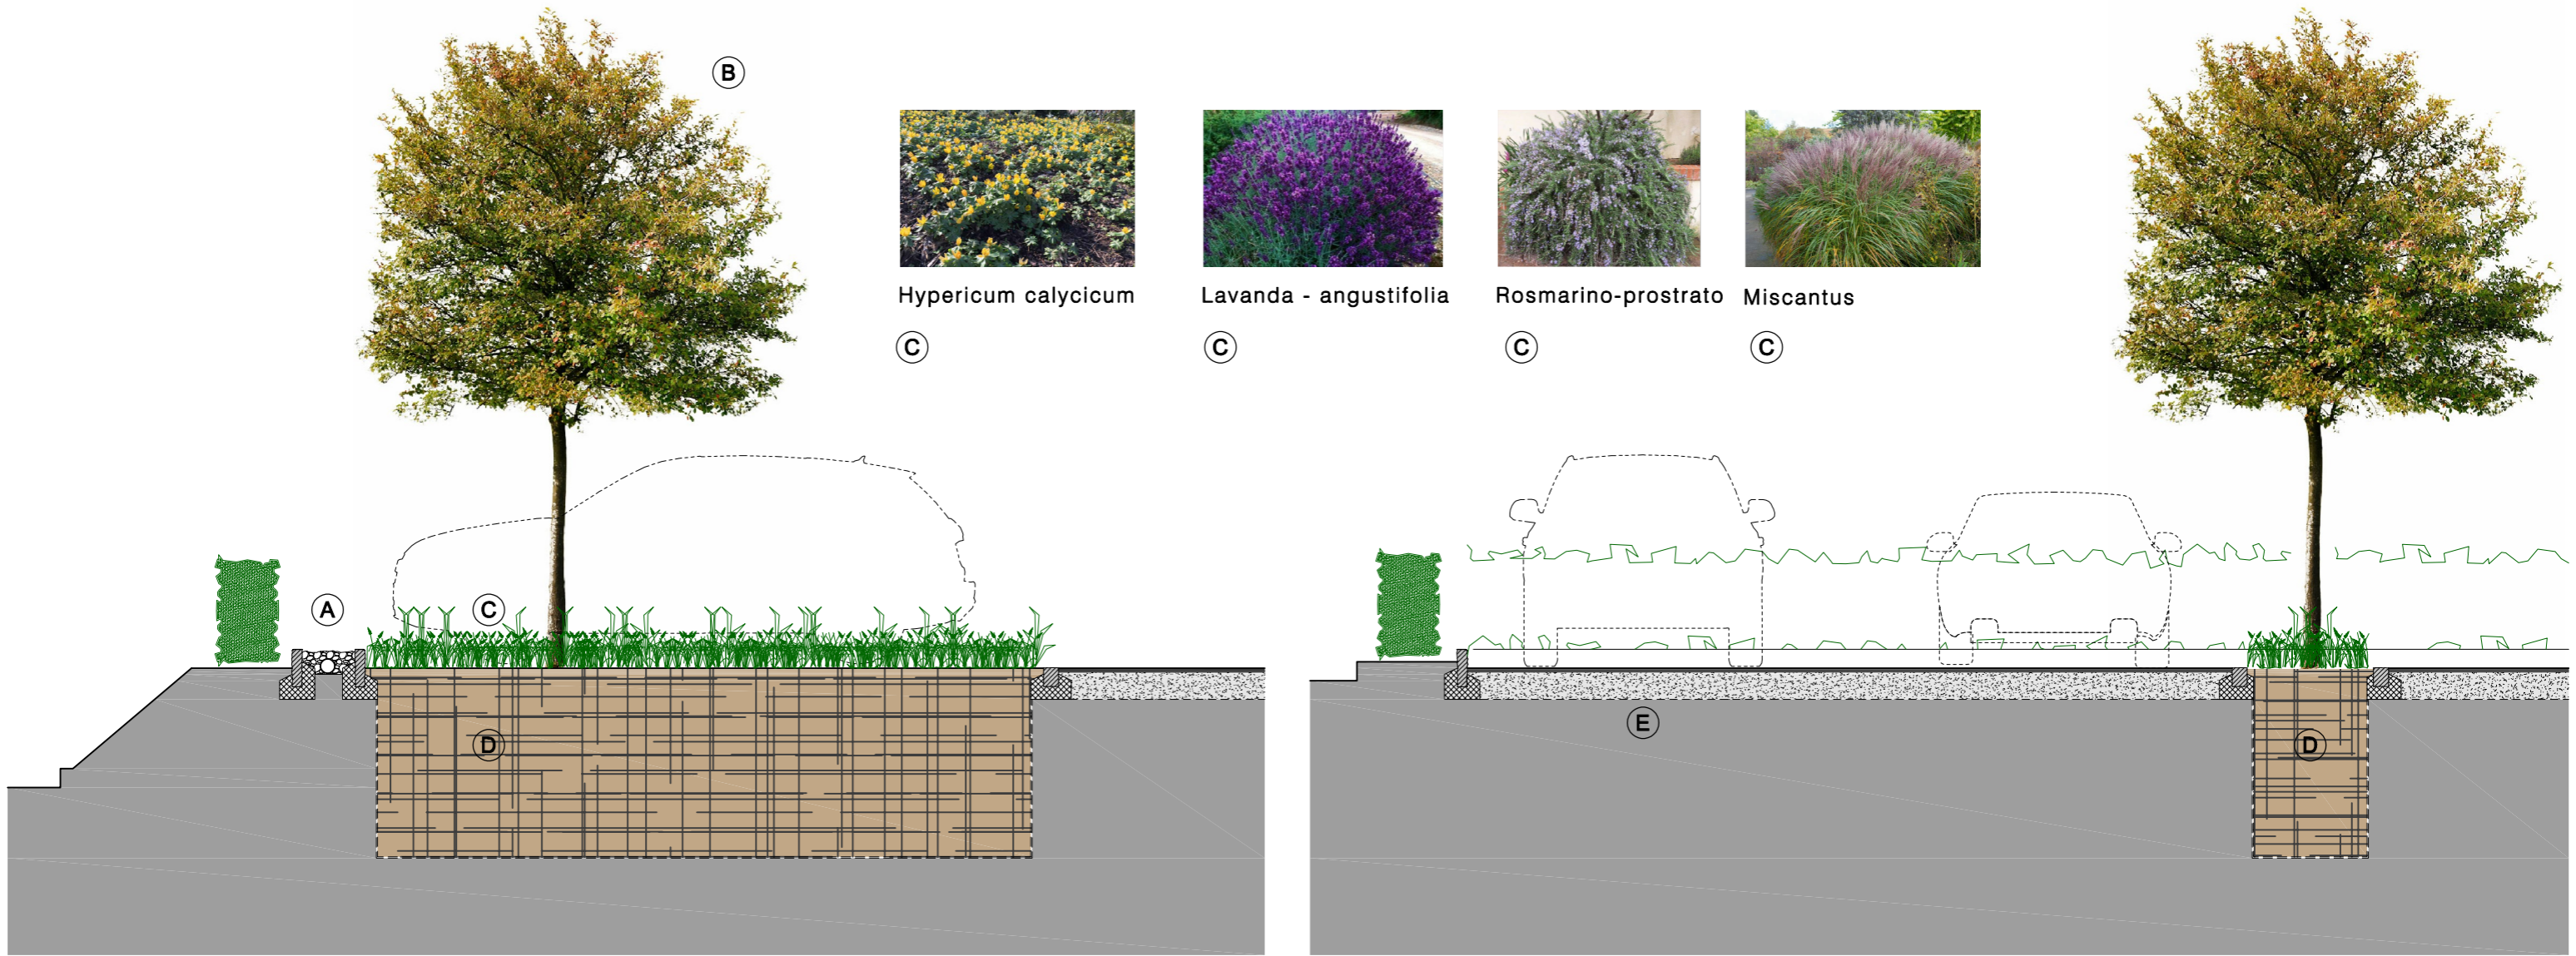 B
Hypericum calycicum
Lavanda - angustifolia
Rosmarino-prostrato
Miscantus
C
C
C
C
A
C
D
E
D